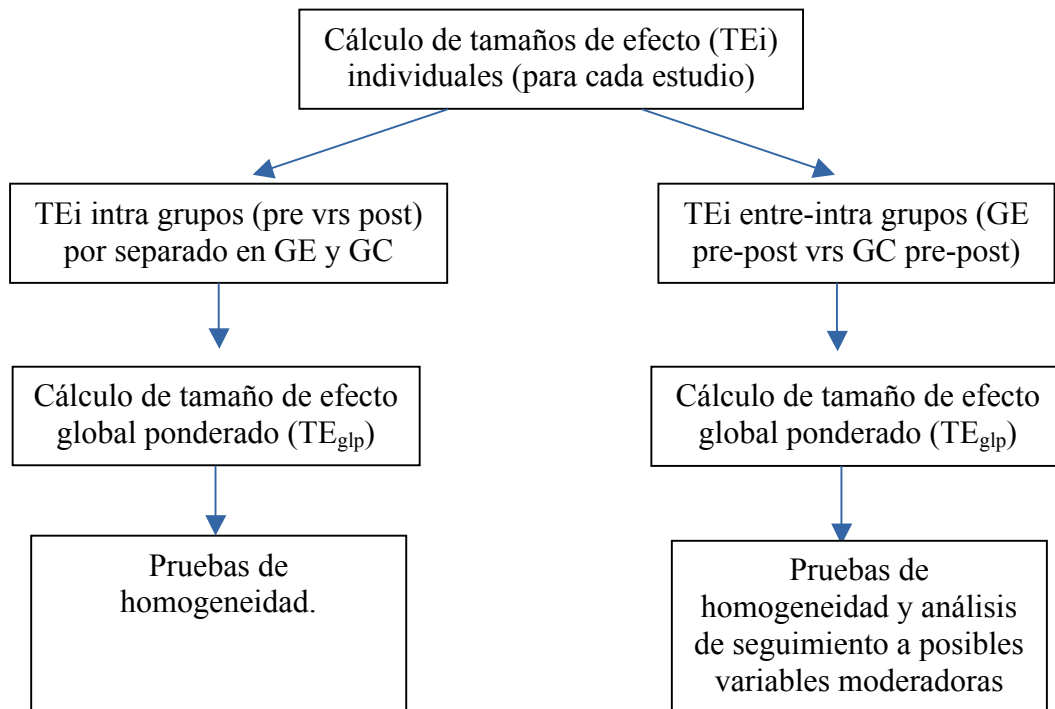 Cálculo de tamaños de efecto (TEi)
individuales (para cada estudio)
TEi intra grupos (pre vrs post)
por separado en GE y GC
TEi entre-intra grupos (GE
pre-post vrs GC pre-post)
Cálculo de tamaño de efecto
global ponderado (TEglp)
Cálculo de tamaño de efecto
global ponderado (TEglp)
Pruebas de
homogeneidad.
Pruebas de
homogeneidad y análisis
de seguimiento a posibles
variables moderadoras